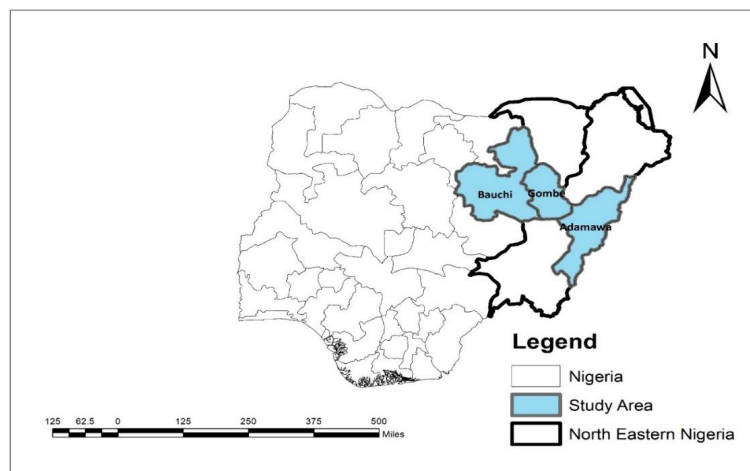 N
Bauchi
Gombe
Adamawa
Legend
Nigeria
Study Area
North Eastern Nigeria
125 62.5 0 125 250 375 500
Miles